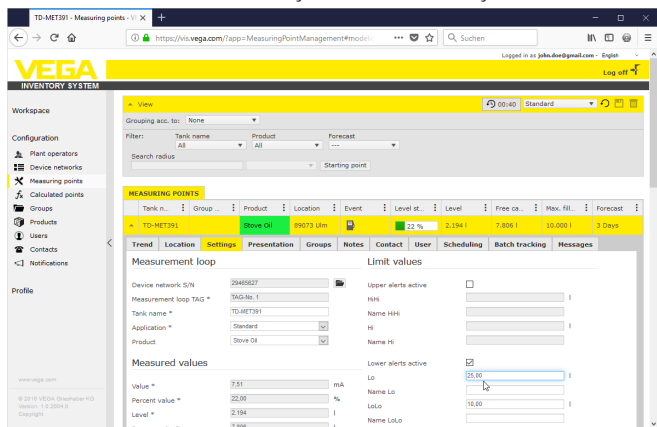 TD-MET391 - Measuring points - VI
https://vis.vega.com/?app=MeasuringPointManagement#model
Suchen
Logged in as john.doe@gmail.com - English
VEGA
INVENTORY SYSTEM
Log off
Workspace
Configuration
Plant operators
Device networks
Measuring points
Calculated points
Groups
Products
Users
Contacts
Notifications
Profile
www.vega.com
© 2019 VEGA Grieshaber KG
Copyright
View
00:40
Standard
Grouping acc. to: None
Filter: Tank name Product Forecast
All All ---
Search radius
Starting point
MEASURING POINTS
Tank n... Group ... Product Location Event Level st... Level Free ca... Max. fill... Forecast
TD-MET391 Stove Oil 89073 Ulm 22 % 2.194 l 7.806 l 10.000 l 3 Days
Trend Location Settings Presentation Groups Notes Contact User Scheduling Batch tracking Messages
Measurement loop
Device network S/N 29465627
Measurement loop TAG * TAG-No. 1
Tank name * TD-MET391
Application * Standard
Product Stove Oil
Measured values
Value * 7,51 mA
Percent value * 22,00 %
Level * 2.194 l
Limit values
Upper alerts active
HiHi l
Name HiHi
Hi l
Name Hi
Lower alerts active
Lo 25,00 l
Name Lo
LoLo 10,00 l
Name LoLo